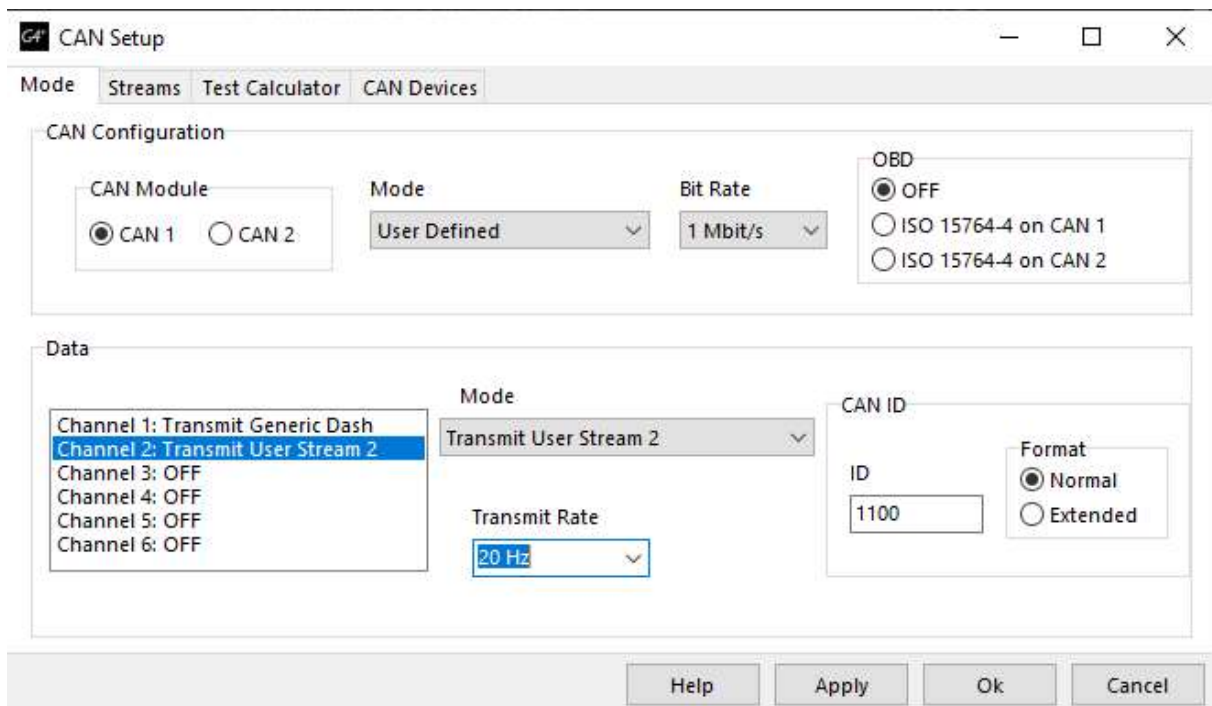 G4+ CAN Setup
Mode Streams Test Calculator CAN Devices
CAN Configuration
CAN Module
CAN 1 CAN 2
Mode
User Defined
Bit Rate
1 Mbit/s
OBD
OFF
ISO 15764-4 on CAN 1
ISO 15764-4 on CAN 2
Data
Channel 1: Transmit Generic Dash
Channel 2: Transmit User Stream 2
Channel 3: OFF
Channel 4: OFF
Channel 5: OFF
Channel 6: OFF
Mode
Transmit User Stream 2
Transmit Rate
20 Hz
CAN ID
ID
1100
Format
Normal
Extended
Help Apply Ok Cancel